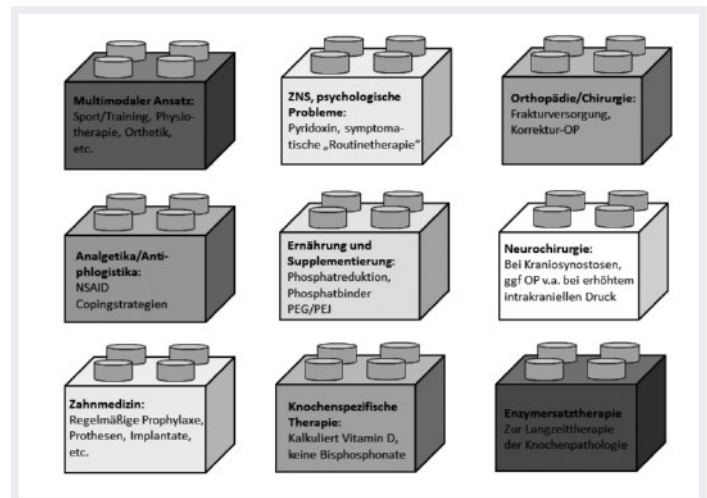 Multimodaler Ansatz:
Sport/Training, Physio-
therapie, Orthetik,
etc.
ZNS, psychologische
Probleme:
Pyridoxin, symptoma-
tische „Routinetherapie“
Orthopädie/Chirurgie:
Frakturversorgung,
Korrektur-OP
Analgetika/Anti-
phlogistika:
NSAID
Copingstrategien
Ernährung und
Supplementierung:
Phosphatreduktion,
Phosphatbinder
PEG/PEJ
Neurochirurgie:
Bei Kraniosynostosen,
ggf OP v.a. bei erhöhtem
intrakraniellen Druck
Zahnmedizin:
Regelmäßige Prophylaxe,
Prothesen, Implantate,
etc.
Knochenspezifische
Therapie:
Kalkuliert Vitamin D,
keine Bisphosphonate
Enzymersatztherapie
Zur Langzeittherapie
der Knochenpathologie